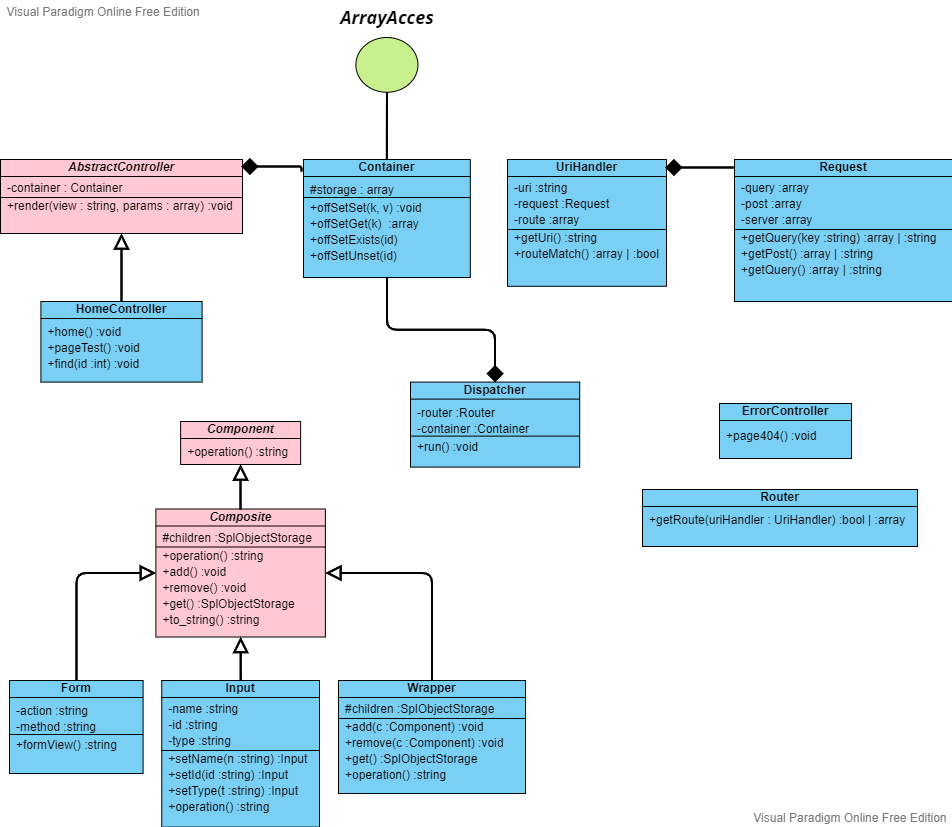 Visual Paradigm Online Free Edition
ArrayAcces
AbstractController
-container : Container
+render(view : string, params : array) :void
Container
#storage : array
+offSetSet(k, v) :void
+offSetGet(k) :array
+offSetExists(id)
+offSetUnset(id)
UriHandler
-uri :string
-request :Request
-route :array
+getUri() :string
+routeMatch() :array | :bool
Request
-query :array
-post :array
-server :array
+getQuery(key :string) :array | :string
+getPost() :array | :string
+getQuery() :array | :string
HomeController
+home() :void
+pageTest() :void
+find(id :int) :void
Dispatcher
-router :Router
-container :Container
+run() :void
ErrorController
+page404() :void
Component
+operation() :string
Router
+getRoute(uriHandler : UriHandler) :bool | :array
Composite
#children :SplObjectStorage
+operation() :string
+add() :void
+remove() :void
+get() :SplObjectStorage
+to_string() :string
Form
-action :string
-method :string
+formView() :string
Input
-name :string
-id :string
-type :string
+setName(n :string) :Input
+setId(id :string) :Input
+setType(t :string) :Input
+operation() :string
Wrapper
#children :SplObjectStorage
+add(c :Component) :void
+remove(c :Component) :void
+get() :SplObjectStorage
+operation() :string
Visual Paradigm Online Free Edition